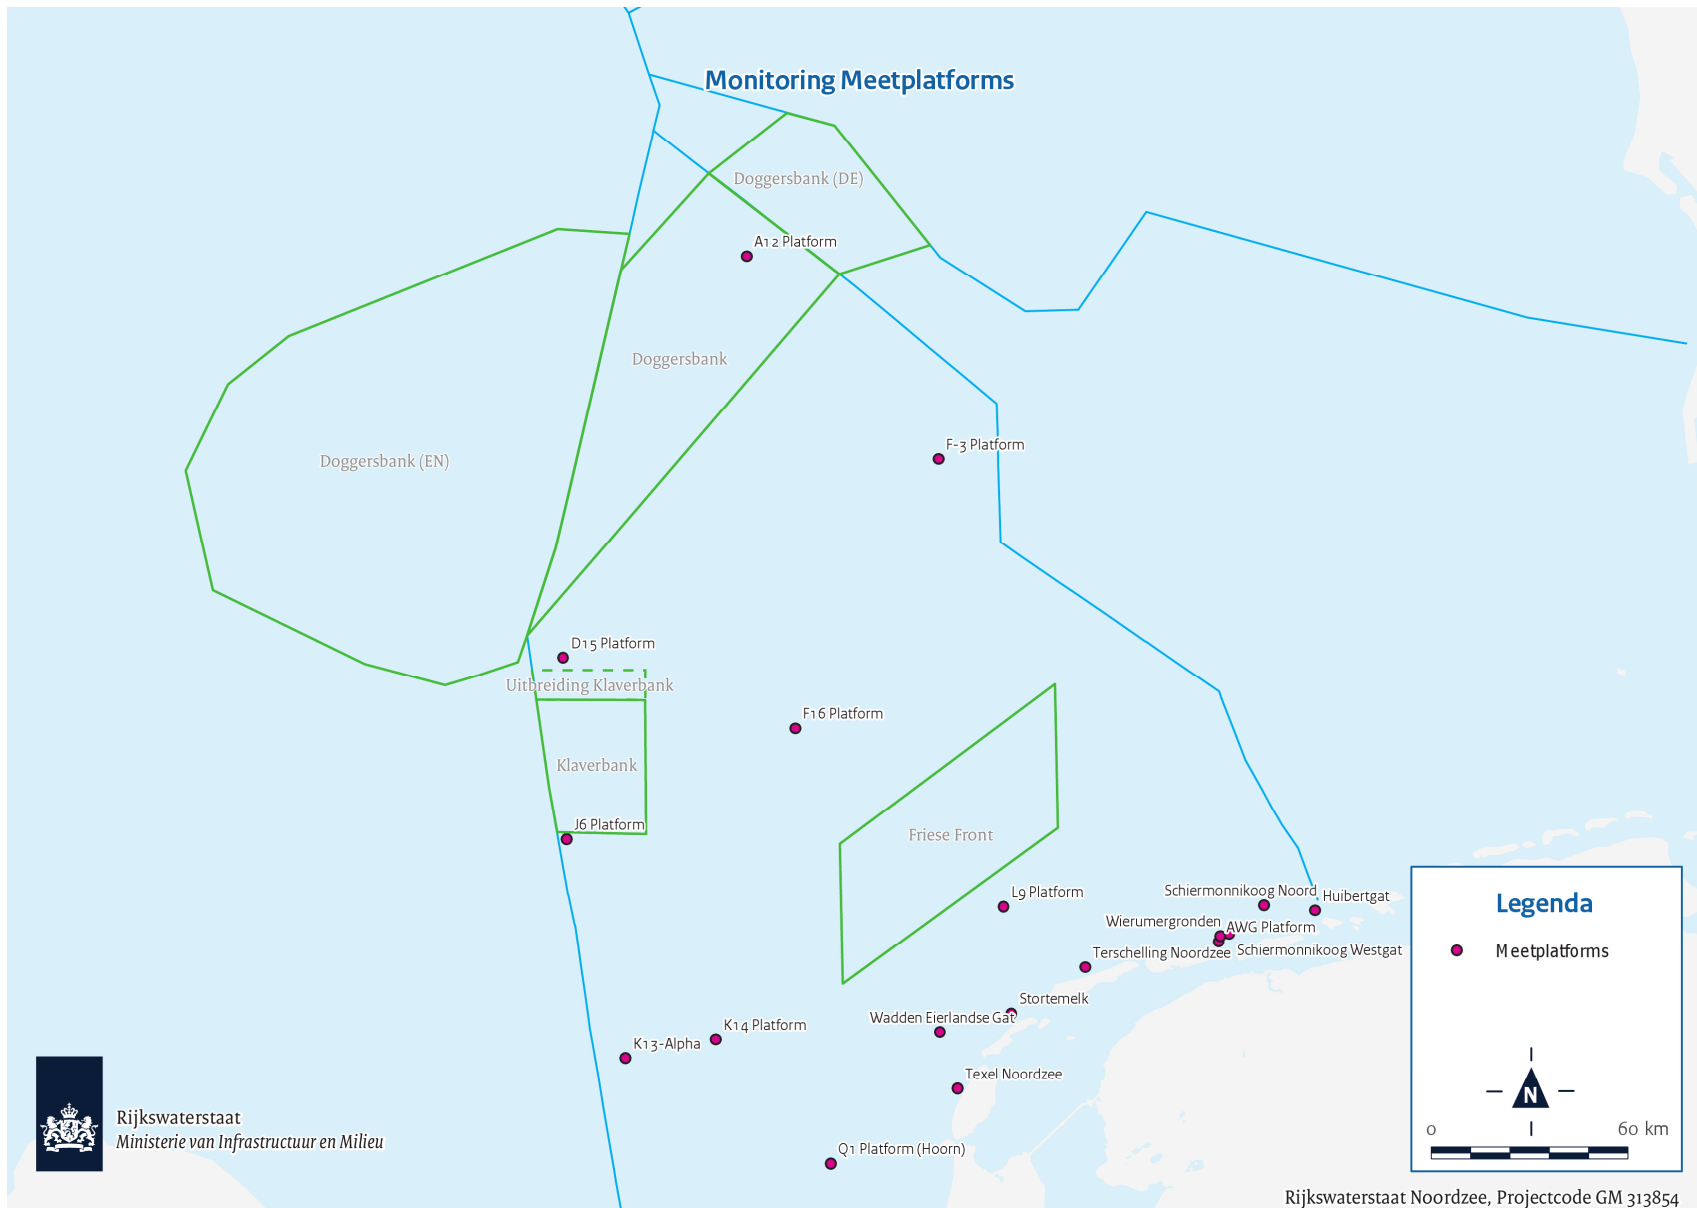 Monitoring Meetplatforms
Doggersbank (DE)
A12 Platform
Doggersbank
F-3 Platform
Doggersbank (EN)
D15 Platform
Uitbreiding Klaverbank
F16 Platform
Klaverbank
J6 Platform
Friese Front
L9 Platform
Schiermonnikoog Noord
Huibertgat
Wierumergronden
AWG Platform
Terschelling Noordzee
Schiermonnikoog Westgat
Stortemelk
Wadden Eierlandse Gat
K14 Platform
K13-Alpha
Texel Noordzee
Q1 Platform (Hoorn)
Legenda
Meetplatforms
N
0 60 km
Rijkswaterstaat
Ministerie van Infrastructuur en Milieu
Rijkswaterstaat Noordzee, Projectcode GM 313854